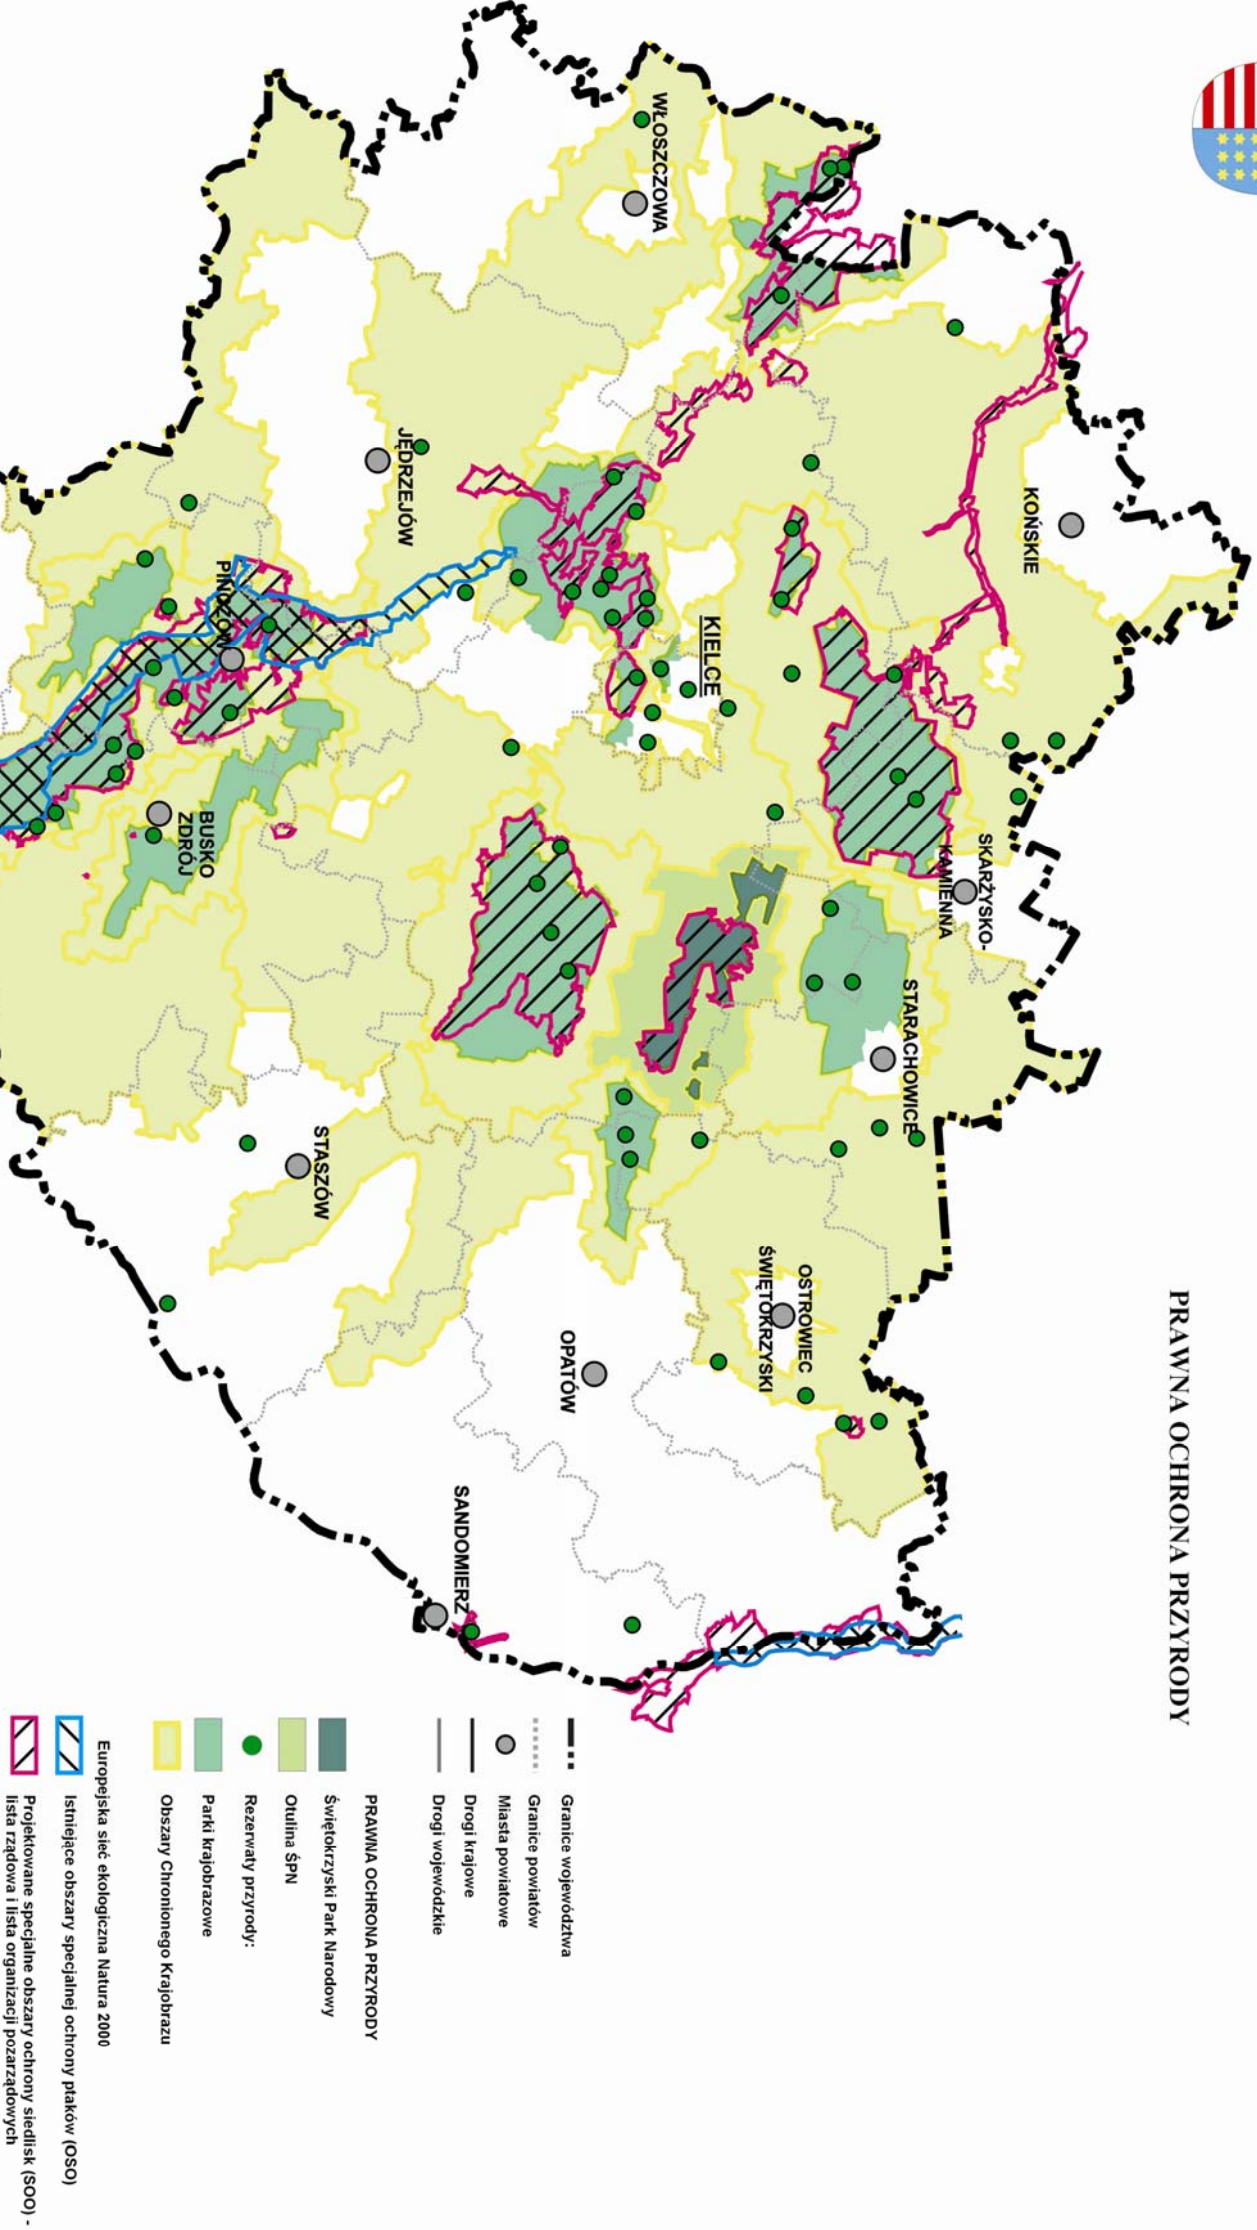 PRAWNA OCHRONA PRZYRODY
KOŃSKIE
SKARŻYSKO-
KAMIENNA
STARACHOWICE
OSTROWIEC
ŚWIĘTOKRZYSKI
WŁOSZCZOWA
KIELCE
OPATÓW
JĘDRZEJÓW
SANDOMIERZ
STASZÓW
PIŃCZÓW
BUSKO
ZDRÓJ
Granice województwa
Granice powiatów
Miasta powiatowe
Drogi krajowe
Drogi wojewódzkie
PRAWNA OCHRONA PRZYRODY
Świętokrzyski Park Narodowy
Otulina ŚPN
Rezerwaty przyrody:
Parki krajobrazowe
Obszary Chronionego Krajobrazu
Europejska sieć ekologiczna Natura 2000
Istniejące obszary specjalnej ochrony ptaków (OSO)
Projektowane specjalne obszary ochrony siedlisk (SOO) -
lista rządowa i lista organizacji pozarządowych